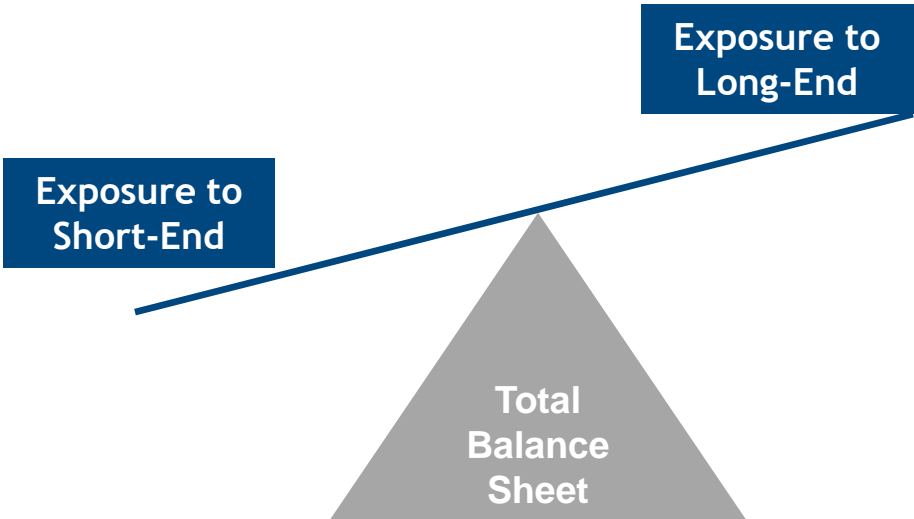 Exposure to
Long-End
Exposure to
Short-End
Total
Balance
Sheet